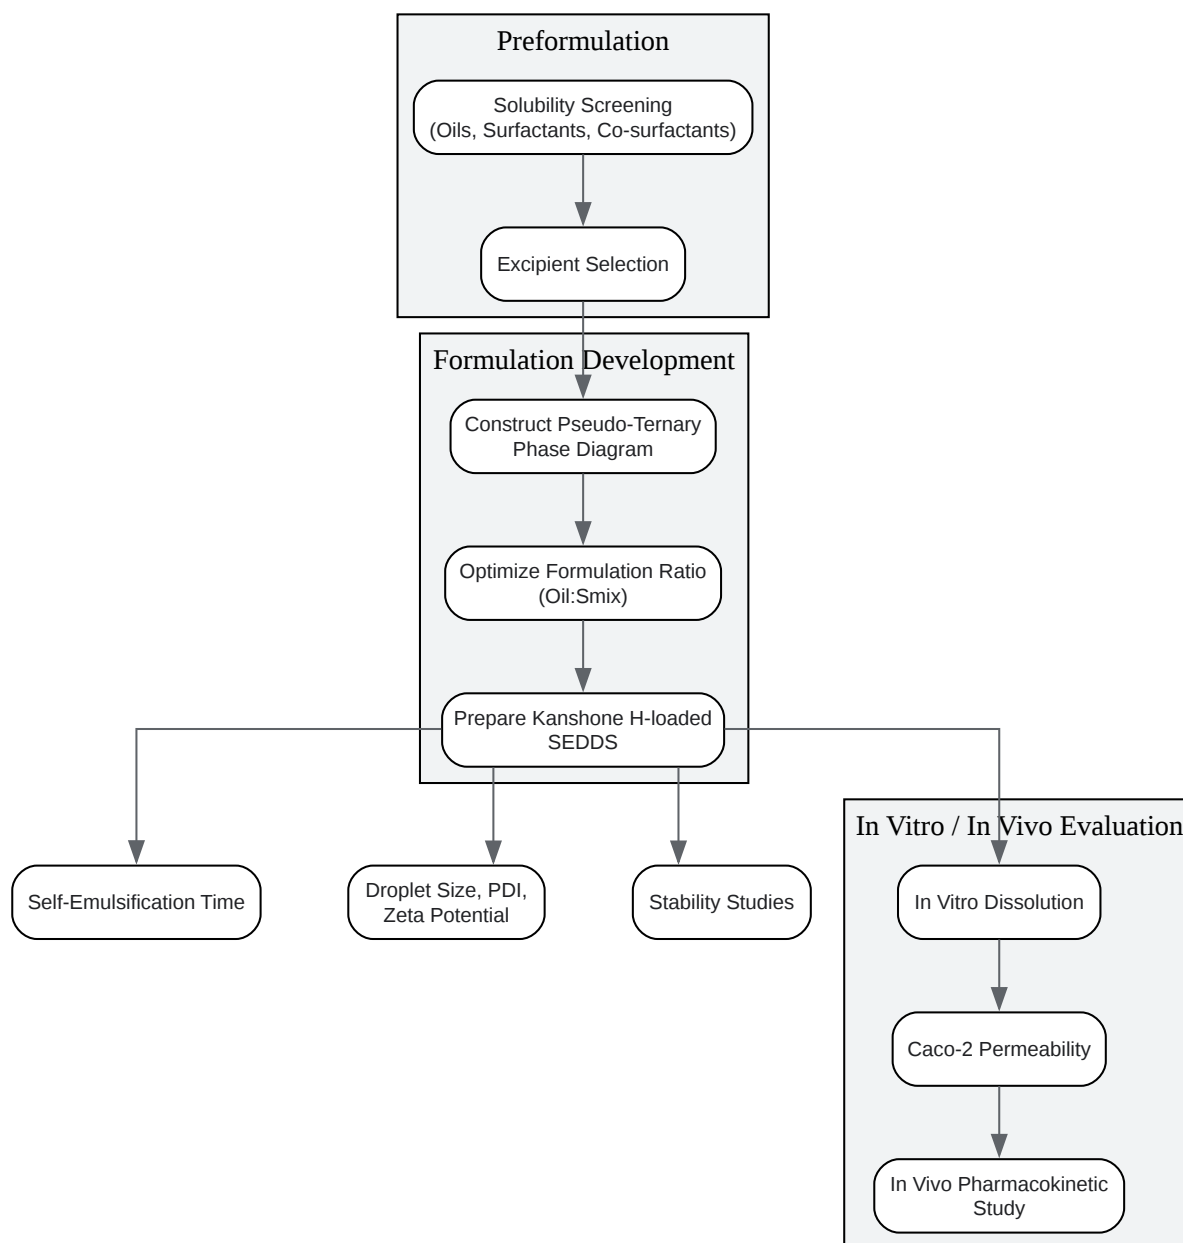 Preformulation
Solubility Screening
(Oils, Surfactants, Co-surfactants)
Excipient Selection
Formulation Development
Construct Pseudo-Ternary
Phase Diagram
Optimize Formulation Ratio
(Oil:Smix)
Prepare Kanshone H-loaded
SEDDS
Self-Emulsification Time
Droplet Size, PDI,
Zeta Potential
Stability Studies
In Vitro / In Vivo Evaluation
In Vitro Dissolution
Caco-2 Permeability
In Vivo Pharmacokinetic
Study